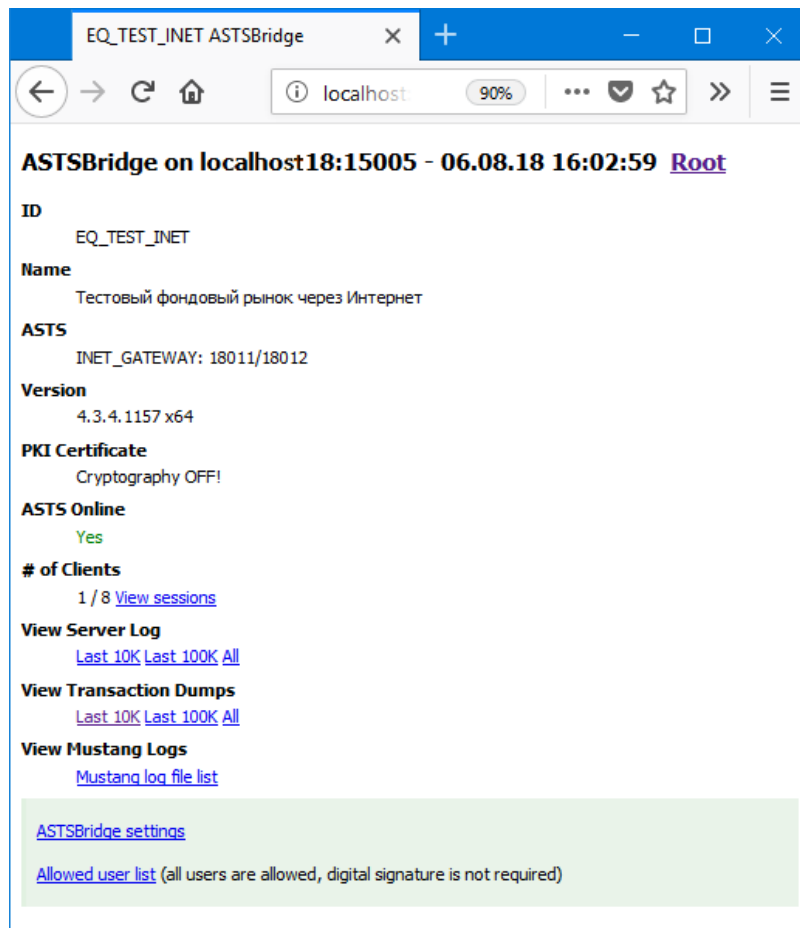 EQ_TEST_INET ASTSBridge
localhost:
90%
ASTSBridge on localhost18:15005 - 06.08.18 16:02:59 Root
ID
EQ_TEST_INET
Name
Тестовый фондовый рынок через Интернет
ASTS
INET_GATEWAY: 18011/18012
Version
4.3.4.1157 x64
PKI Certificate
Cryptography OFF!
ASTS Online
Yes
# of Clients
1 / 8 View sessions
View Server Log
Last 10K Last 100K All
View Transaction Dumps
Last 10K Last 100K All
View Mustang Logs
Mustang log file list
ASTSBridge settings
Allowed user list (all users are allowed, digital signature is not required)